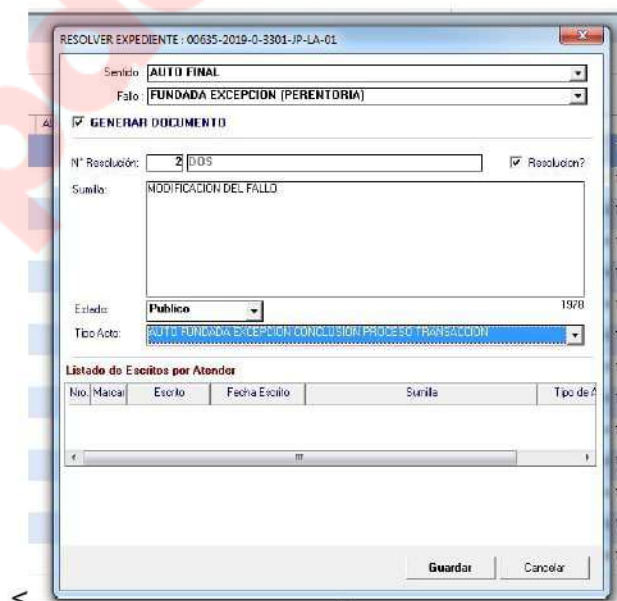 RESOLVER EXPEDIENTE : 00635-2019-0-3301-JP-LA-01
Sentido: AUTO FINAL
Fallo: FUNDADA EXCEPCION (PERENTORIA)
GENERAR DOCUMENTO
N° Resolución: 2 DOS Resolucion?
Sumilla: MODIFICACION DEL FALLO
1978
Estado: Publico
Tipo Acto: AUTO FUNDADA EXCEPCION CONCLUSION PROCESO TRANSACCION
Listado de Escritos por Atender
Nro. Marcar Escrito Fecha Escrito Sumilla Tipo de A
Guardar Cancelar
<